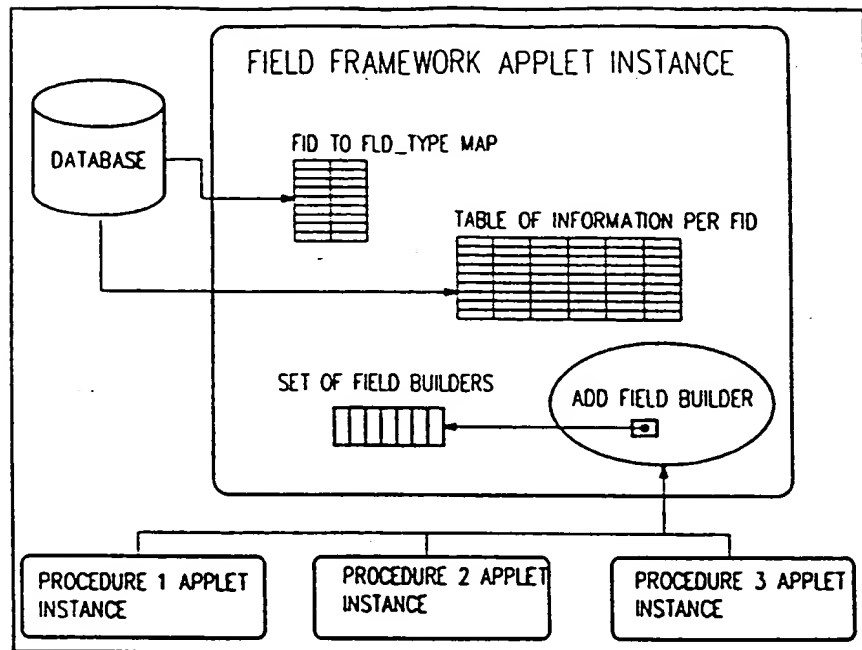 FIELD FRAMEWORK APPLET INSTANCE
DATABASE
FID TO FLD_TYPE MAP
TABLE OF INFORMATION PER FID
SET OF FIELD BUILDERS
ADD FIELD BUILDER
PROCEDURE 1 APPLET
INSTANCE
PROCEDURE 2 APPLET
INSTANCE
PROCEDURE 3 APPLET
INSTANCE